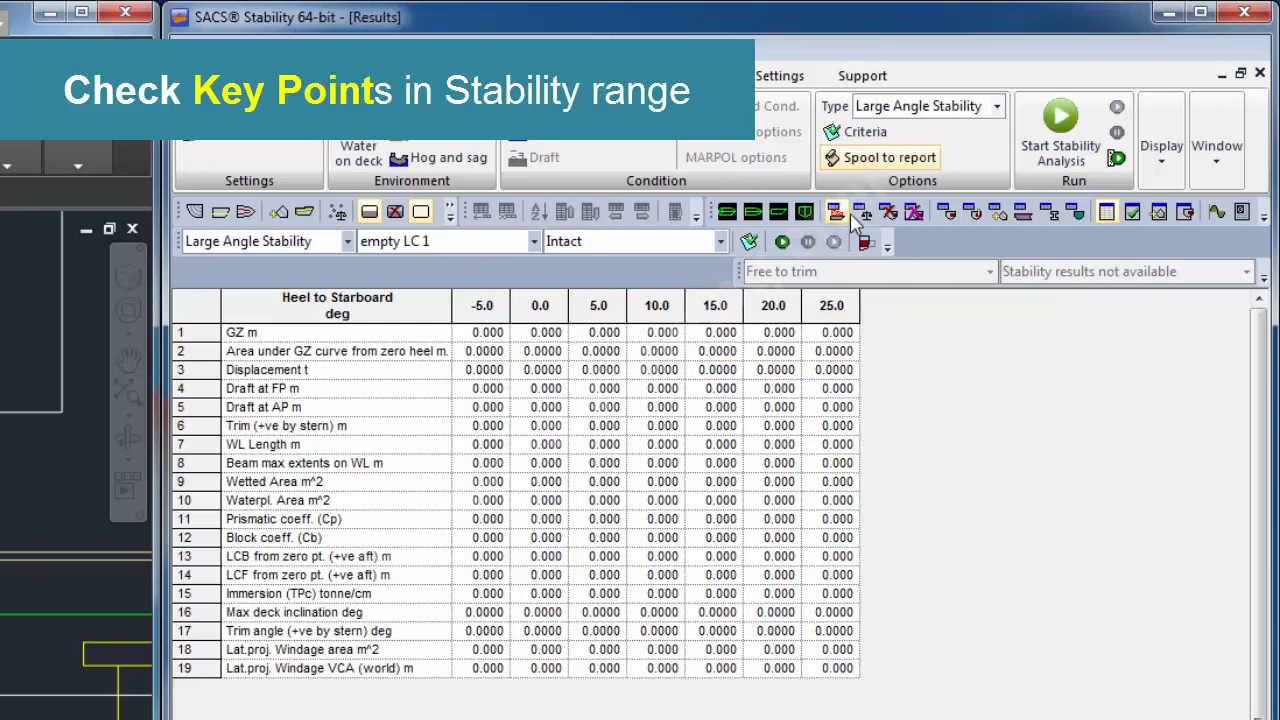 SACS® Stability 64-bit - [Results]
Check Key Points in Stability range
Settings
Support
Cond.
options
Type
Large Angle Stability
Criteria
Spool to report
Start Stability
Analysis
Display
Window
Water
on deck
Hog and sag
Draft
MARPOL options
Settings
Environment
Condition
Options
Run
Large Angle Stability
empty LC 1
Intact
Free to trim
Stability results not available
Heel to Starboard
deg
-5.0 0.0 5.0 10.0 15.0 20.0 25.0
1 GZ m 0.000 0.000 0.000 0.000 0.000 0.000 0.000
2 Area under GZ curve from zero heel m. 0.0000 0.0000 0.0000 0.0000 0.0000 0.0000 0.0000
3 Displacement t 0.0000 0.0000 0.0000 0.0000 0.0000 0.0000 0.0000
4 Draft at FP m 0.000 0.000 0.000 0.000 0.000 0.000 0.000
5 Draft at AP m 0.000 0.000 0.000 0.000 0.000 0.000 0.000
6 Trim (+ve by stern) m 0.000 0.000 0.000 0.000 0.000 0.000 0.000
7 WL Length m 0.000 0.000 0.000 0.000 0.000 0.000 0.000
8 Beam max extents on WL m 0.000 0.000 0.000 0.000 0.000 0.000 0.000
9 Wetted Area m^2 0.000 0.000 0.000 0.000 0.000 0.000 0.000
10 Waterpl. Area m^2 0.000 0.000 0.000 0.000 0.000 0.000 0.000
11 Prismatic coeff. (Cp) 0.000 0.000 0.000 0.000 0.000 0.000 0.000
12 Block coeff. (Cb) 0.000 0.000 0.000 0.000 0.000 0.000 0.000
13 LCB from zero pt. (+ve aft) m 0.000 0.000 0.000 0.000 0.000 0.000 0.000
14 LCF from zero pt. (+ve aft) m 0.000 0.000 0.000 0.000 0.000 0.000 0.000
15 Immersion (TPc) tonne/cm 0.000 0.000 0.000 0.000 0.000 0.000 0.000
16 Max deck inclination deg 0.0000 0.0000 0.0000 0.0000 0.0000 0.0000 0.0000
17 Trim angle (+ve by stern) deg 0.0000 0.0000 0.0000 0.0000 0.0000 0.0000 0.0000
18 Lat.proj. Windage area m^2 0.000 0.000 0.000 0.000 0.000 0.000 0.000
19 Lat.proj. Windage VCA (world) m 0.000 0.000 0.000 0.000 0.000 0.000 0.000